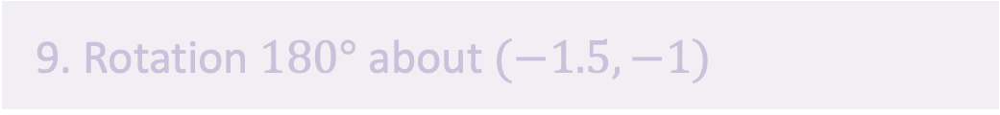 9. Rotation 180° about (−1.5, −1)